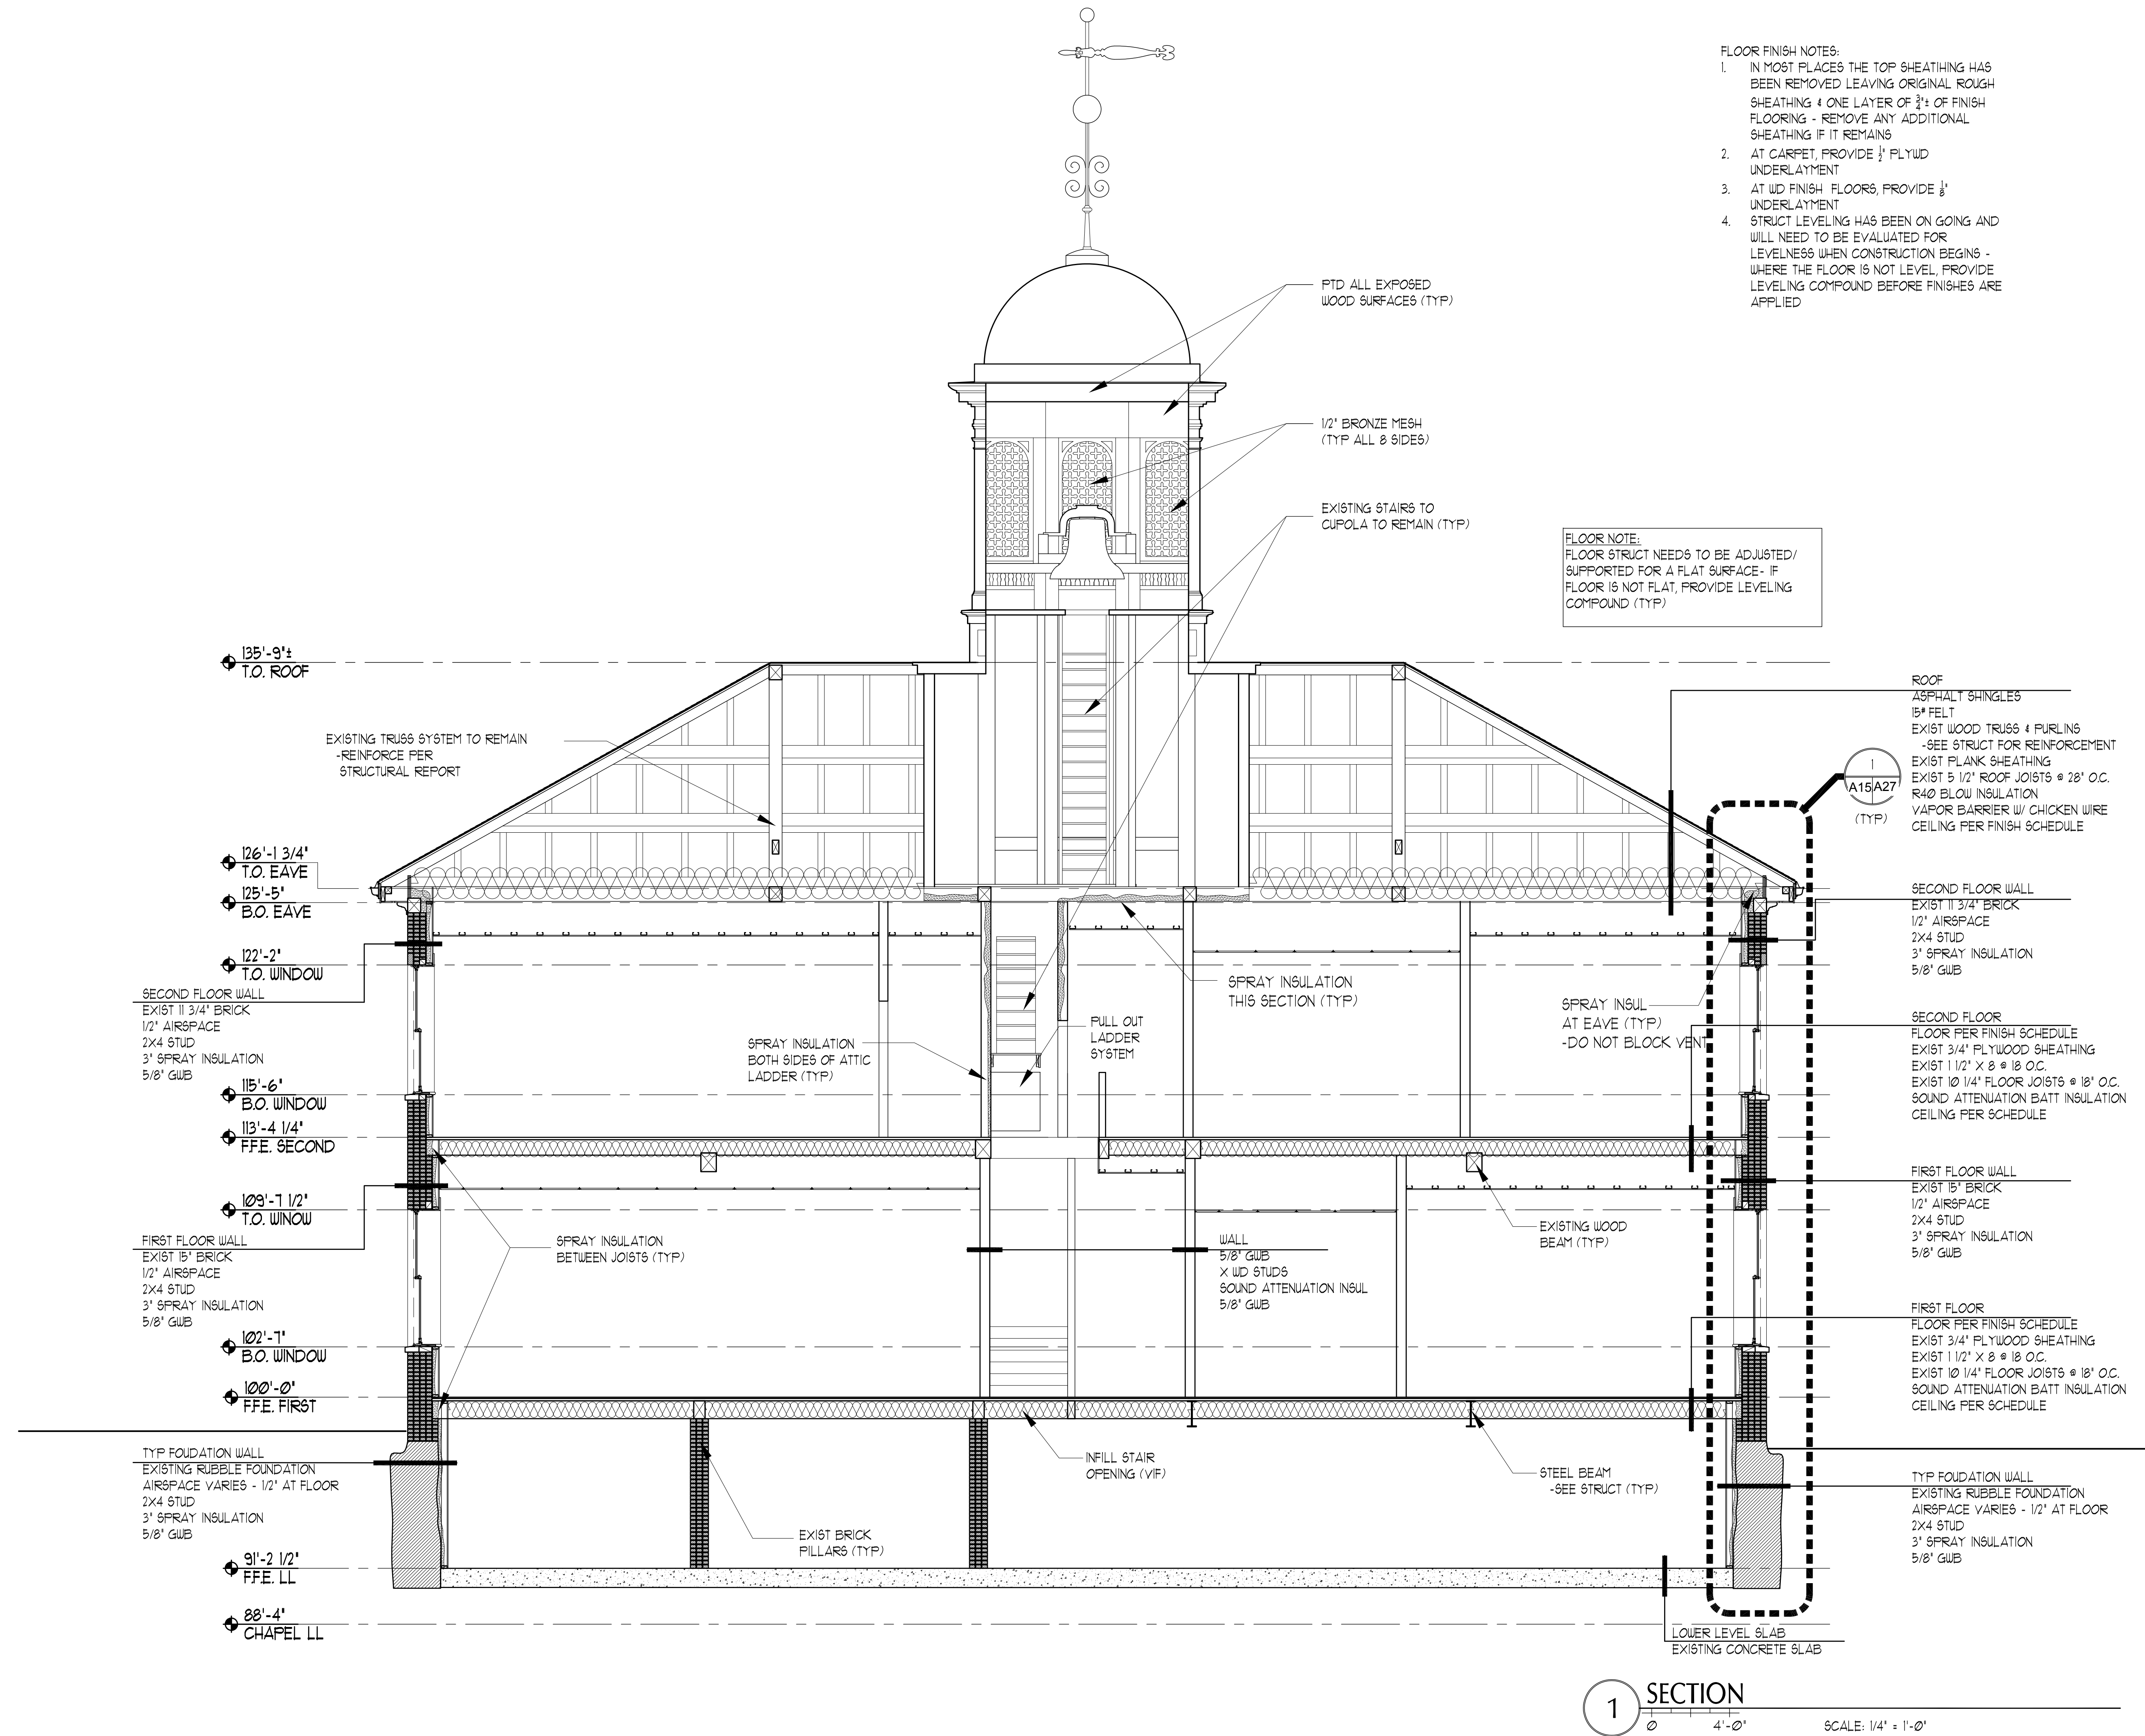 FLOOR FINISH NOTES:
1. IN MOST PLACES THE TOP SHEATIHING HAS
BEEN REMOVED LEAVING ORIGINAL ROUGH
SHEATHING & ONE LAYER OF 3/4"± OF FINISH
FLOORING - REMOVE ANY ADDITIONAL
SHEATHING IF IT REMAINS
2. AT CARPET, PROVIDE 1/2" PLYWD
UNDERLAYMENT
3. AT WD FINISH FLOORS, PROVIDE 1/8"
UNDERLAYMENT
4. STRUCT LEVELING HAS BEEN ON GOING AND
WILL NEED TO BE EVALUATED FOR
LEVELNESS WHEN CONSTRUCTION BEGINS -
WHERE THE FLOOR IS NOT LEVEL, PROVIDE
LEVELING COMPOUND BEFORE FINISHES ARE
APPLIED
PTD ALL EXPOSED
WOOD SURFACES (TYP)
1/2" BRONZE MESH
(TYP ALL 8 SIDES)
EXISTING STAIRS TO
CUPOLA TO REMAIN (TYP)
FLOOR NOTE:
FLOOR STRUCT NEEDS TO BE ADJUSTED/
SUPPORTED FOR A FLAT SURFACE- IF
FLOOR IS NOT FLAT, PROVIDE LEVELING
COMPOUND (TYP)
135'-9"±
T.O. ROOF
EXISTING TRUSS SYSTEM TO REMAIN
-REINFORCE PER
STRUCTURAL REPORT
126'-1 3/4"
T.O. EAVE
125'-5"
B.O. EAVE
122'-2"
T.O. WINDOW
SECOND FLOOR WALL
EXIST 11 3/4" BRICK
1/2" AIRSPACE
2X4 STUD
3" SPRAY INSULATION
5/8" GWB
115'-6"
B.O. WINDOW
113'-4 1/4"
F.F.E. SECOND
109'-7 1/2"
T.O. WINOW
FIRST FLOOR WALL
EXIST 15" BRICK
1/2" AIRSPACE
2X4 STUD
3" SPRAY INSULATION
5/8" GWB
102'-7"
B.O. WINDOW
100'-0"
F.F.E. FIRST
TYP FOUDATION WALL
EXISTING RUBBLE FOUNDATION
AIRSPACE VARIES - 1/2" AT FLOOR
2X4 STUD
3" SPRAY INSULATION
5/8" GWB
91'-2 1/2"
F.F.E. LL
88'-4"
CHAPEL LL
SPRAY INSULATION
BOTH SIDES OF ATTIC
LADDER (TYP)
PULL OUT
LADDER
SYSTEM
SPRAY INSULATION
THIS SECTION (TYP)
SPRAY INSUL
AT EAVE (TYP)
-DO NOT BLOCK VENT
SPRAY INSULATION
BETWEEN JOISTS (TYP)
WALL
5/8" GWB
X WD STUDS
SOUND ATTENUATION INSUL
5/8" GWB
EXISTING WOOD
BEAM (TYP)
INFILL STAIR
OPENING (VIF)
STEEL BEAM
-SEE STRUCT (TYP)
EXIST BRICK
PILLARS (TYP)
ROOF
ASPHALT SHINGLES
15# FELT
EXIST WOOD TRUSS & PURLINS
-SEE STRUCT FOR REINFORCEMENT
EXIST PLANK SHEATHING
EXIST 5 1/2" ROOF JOISTS @ 28" O.C.
R40 BLOW INSULATION
VAPOR BARRIER W/ CHICKEN WIRE
CEILING PER FINISH SCHEDULE
1
A15 A27
(TYP)
SECOND FLOOR WALL
EXIST 11 3/4" BRICK
1/2" AIRSPACE
2X4 STUD
3" SPRAY INSULATION
5/8" GWB
SECOND FLOOR
FLOOR PER FINISH SCHEDULE
EXIST 3/4" PLYWOOD SHEATHING
EXIST 1 1/2" X 8 @ 18 O.C.
EXIST 10 1/4" FLOOR JOISTS @ 18" O.C.
SOUND ATTENUATION BATT INSULATION
CEILING PER SCHEDULE
FIRST FLOOR WALL
EXIST 15" BRICK
1/2" AIRSPACE
2X4 STUD
3" SPRAY INSULATION
5/8" GWB
FIRST FLOOR
FLOOR PER FINISH SCHEDULE
EXIST 3/4" PLYWOOD SHEATHING
EXIST 1 1/2" X 8 @ 18 O.C.
EXIST 10 1/4" FLOOR JOISTS @ 18" O.C.
SOUND ATTENUATION BATT INSULATION
CEILING PER SCHEDULE
TYP FOUDATION WALL
EXISTING RUBBLE FOUNDATION
AIRSPACE VARIES - 1/2" AT FLOOR
2X4 STUD
3" SPRAY INSULATION
5/8" GWB
LOWER LEVEL SLAB
EXISTING CONCRETE SLAB
1 SECTION
0 4'-0" SCALE: 1/4" = 1'-0"